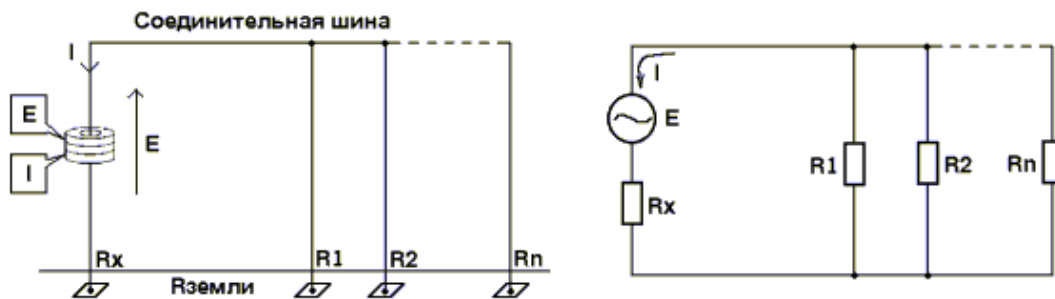 Соединительная шина
I
E
I
E
Rx
R1
R2
Rn
Rземли
I
E
Rx
R1
R2
Rn